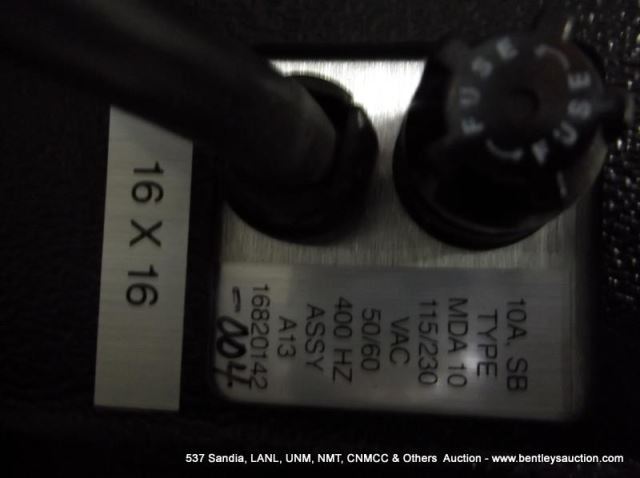 FUSE
FUSE
16 X 16
10A. SB
TYPE
MDA 10
115/230
VAC
50/60
400 HZ
ASSY
A13
16820142
-004
537 Sandia, LANL, UNM, NMT, CNMCC & Others Auction - www.bentleysauction.com